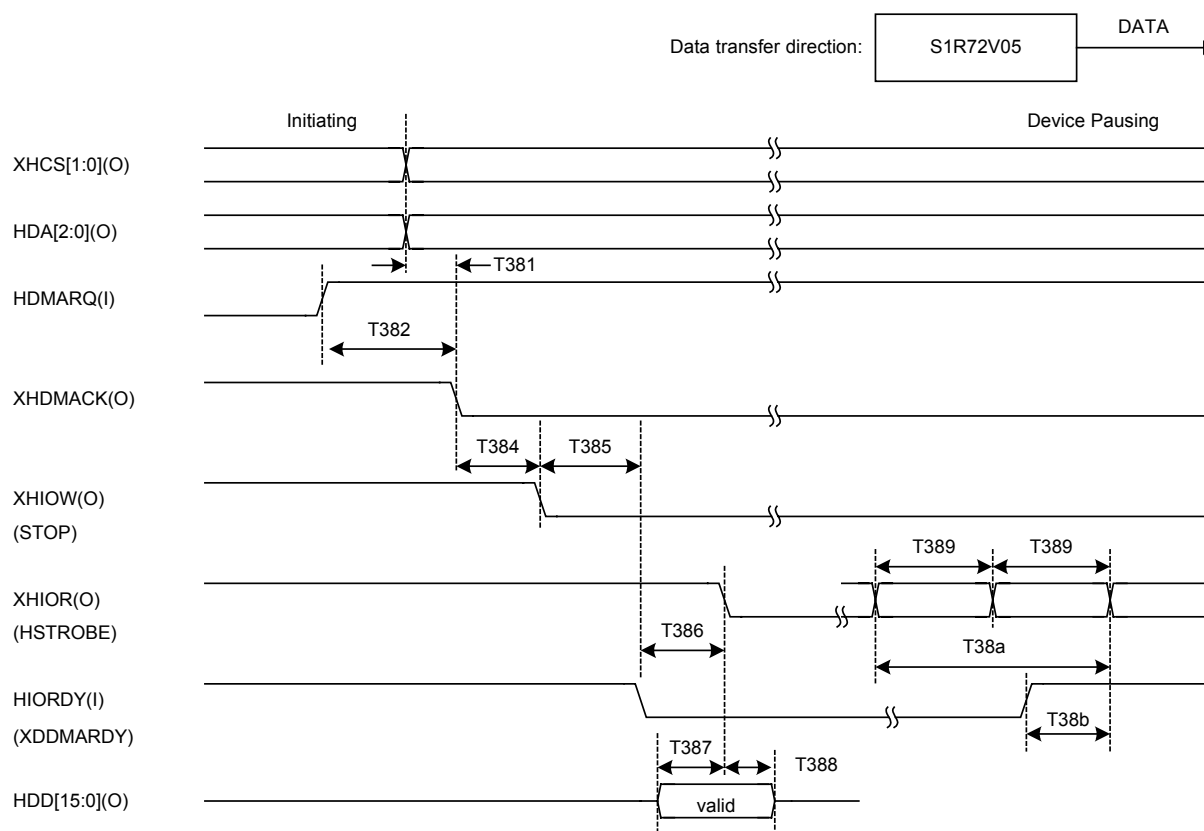 DATA
Data transfer direction: S1R72V05
Initiating Device Pausing
XHCS[1:0](O)
HDA[2:0](O)
T381
HDMARQ(I)
T382
XHDMACK(O)
T384 T385
XHIOW(O)
(STOP)
T389 T389
XHIOR(O)
(HSTROBE)
T386
T38a
HIORDY(I)
(XDDMARDY)
T38b
T387
T388
HDD[15:0](O)
valid